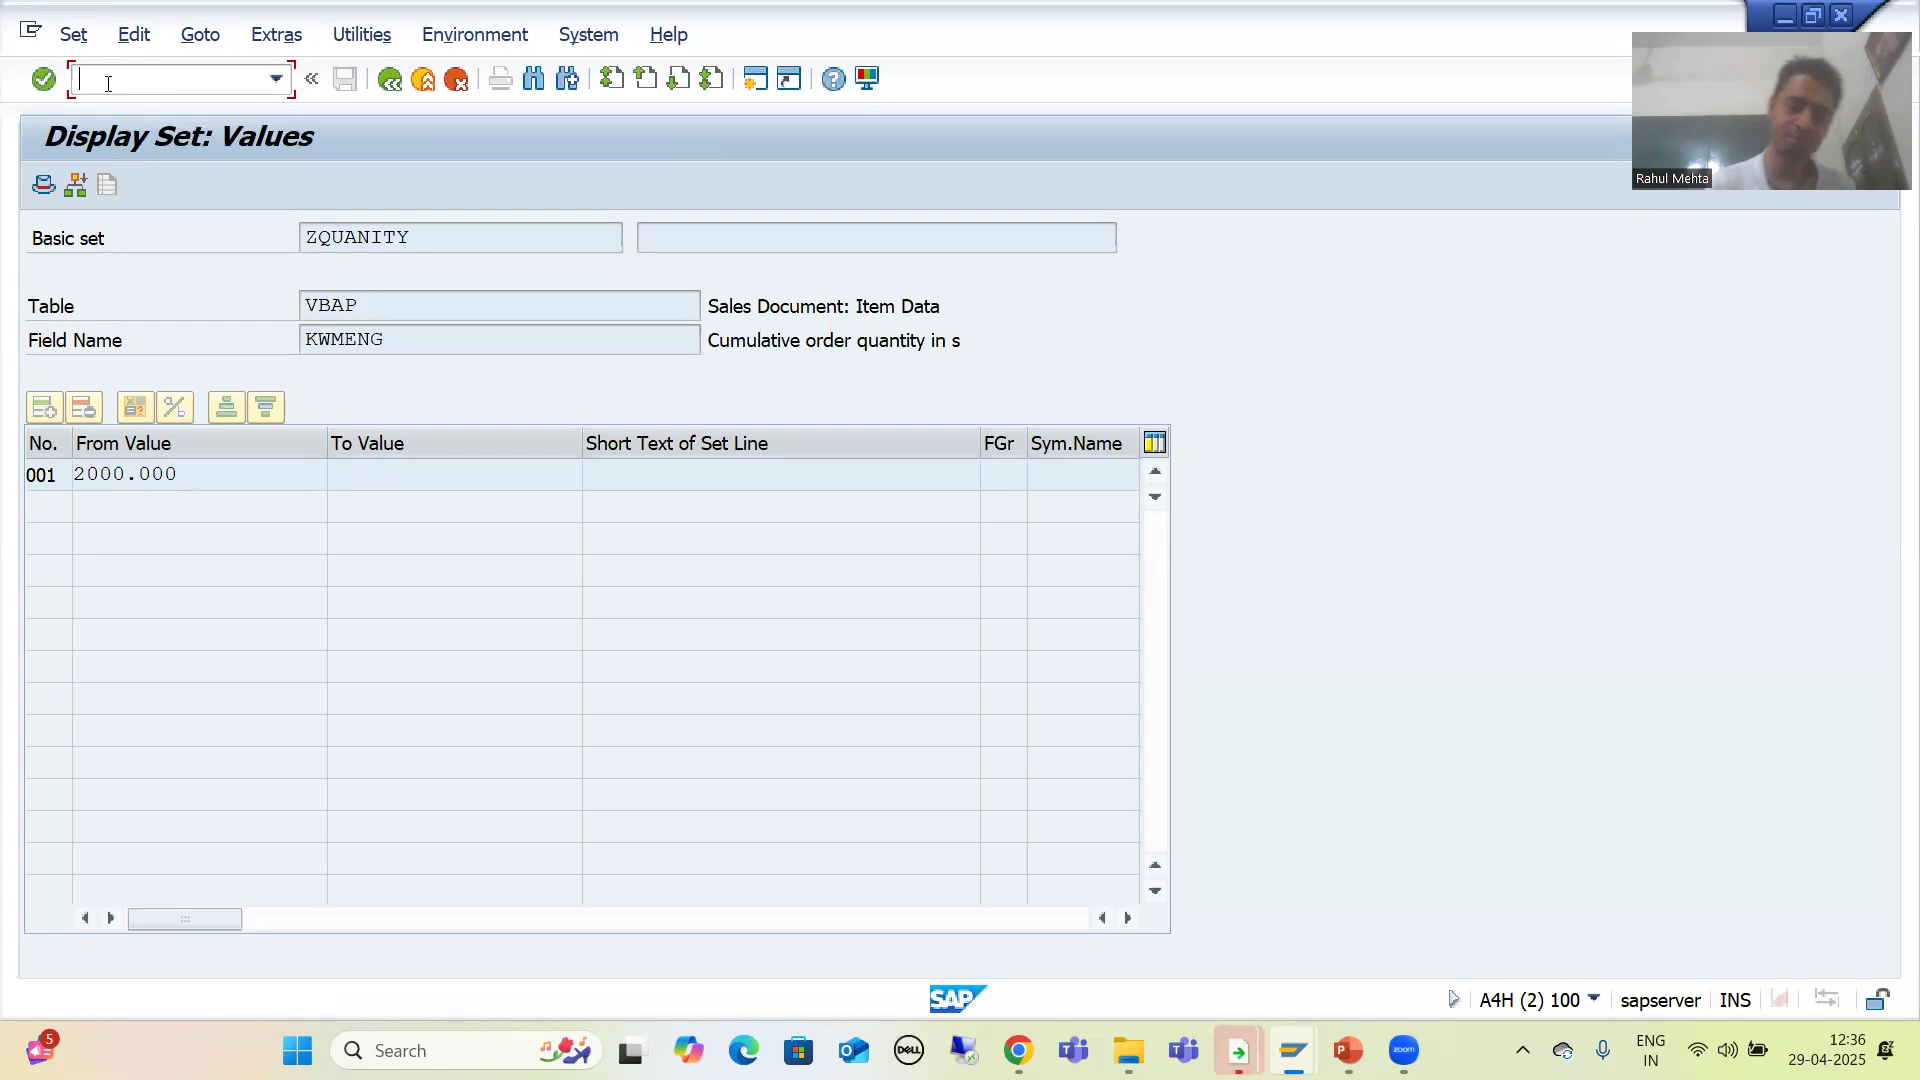 Set Edit Goto Extras Utilities Environment System Help
Rahul Mehta
Display Set: Values
Basic set ZQUANITY
Table VBAP Sales Document: Item Data
Field Name KWMENG Cumulative order quantity in s
No. From Value To Value Short Text of Set Line FGr Sym.Name
001 2000.000
SAP
A4H (2) 100 sapserver INS
5
Search
DELL
zoom
ENG
IN
12:36
29-04-2025